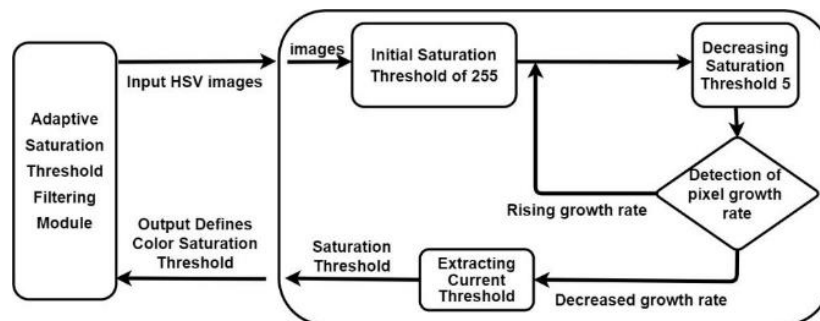 Adaptive
Saturation
Threshold
Filtering
Module
Input HSV images
images
Initial Saturation
Threshold of 255
Decreasing
Saturation
Threshold 5
Detection of
pixel growth
rate
Rising growth rate
Decreased growth rate
Extracting
Current
Threshold
Saturation
Threshold
Output Defines
Color Saturation
Threshold